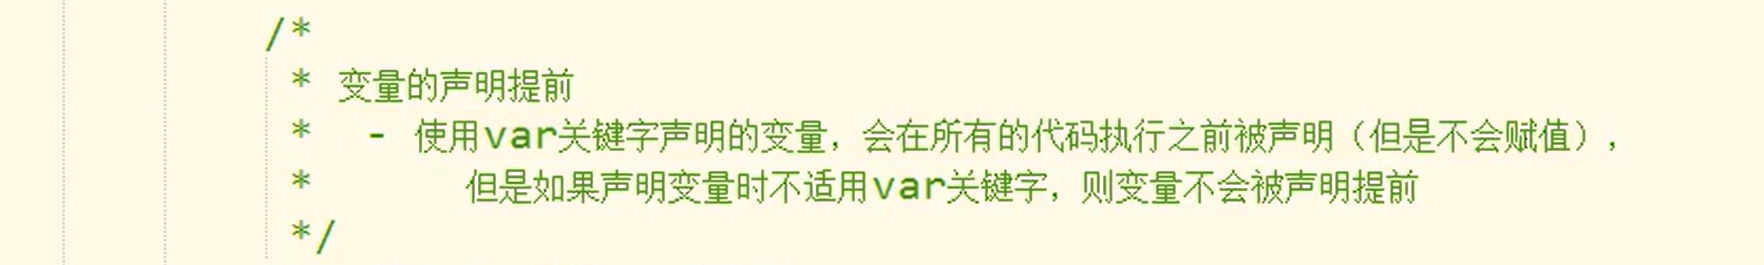 /*
* 变量的声明提前
* - 使用var关键字声明的变量，会在所有的代码执行之前被声明（但是不会赋值），
* 但是如果声明变量时不适用var关键字，则变量不会被声明提前
*/